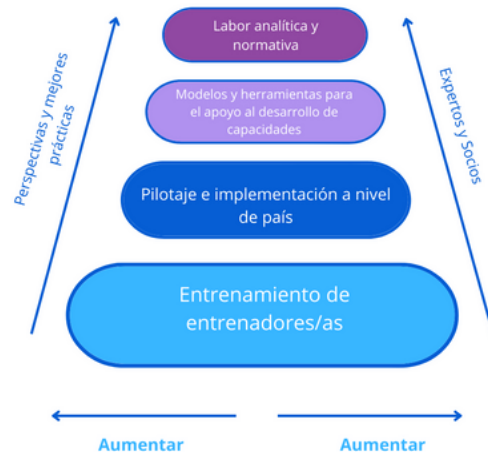 Labor analítica y
normativa
Modelos y herramientas para
el apoyo al desarrollo de
capacidades
Pilotaje e implementación a nivel
de país
Entrenamiento de
entrenadores/as
Perspectivas y mejores
prácticas
Expertos y Socios
Aumentar
Aumentar